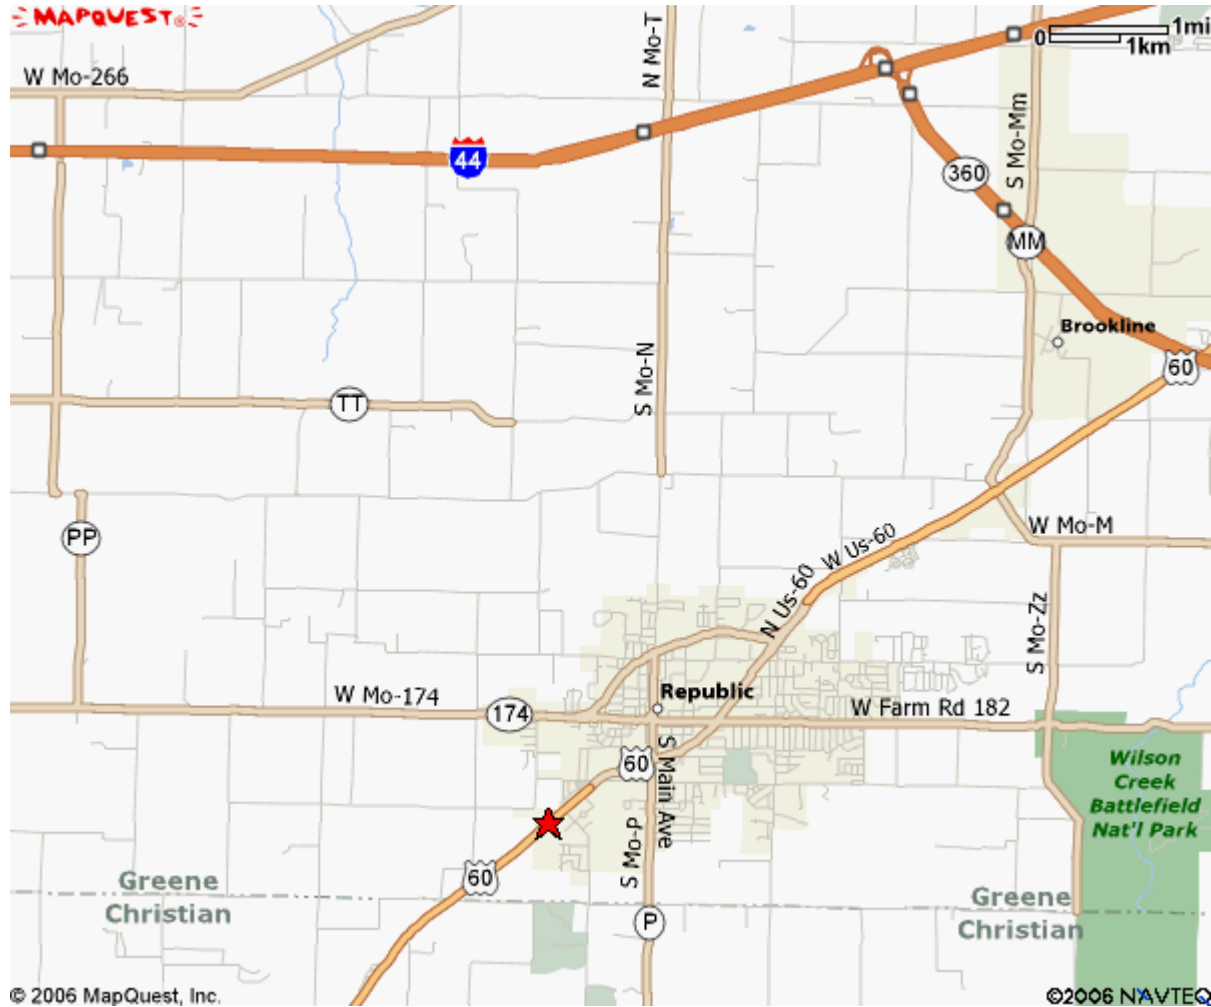 MAPQUEST®
0 1mi
1km
W Mo-266
N Mo-T
44
S Mo-Mm
360
MM
Brookline
S Mo-N
60
TT
W Us-60
W Mo-M
PP
N Us-60
S Mo-Zz
Republic
W Mo-174
174
W Farm Rd 182
60
S Main Ave
Wilson
Creek
Battlefield
Nat'l Park
S Mo-P
60
Greene
Christian
Greene
Christian
P
© 2006 MapQuest, Inc.
©2006 NAVTEQ